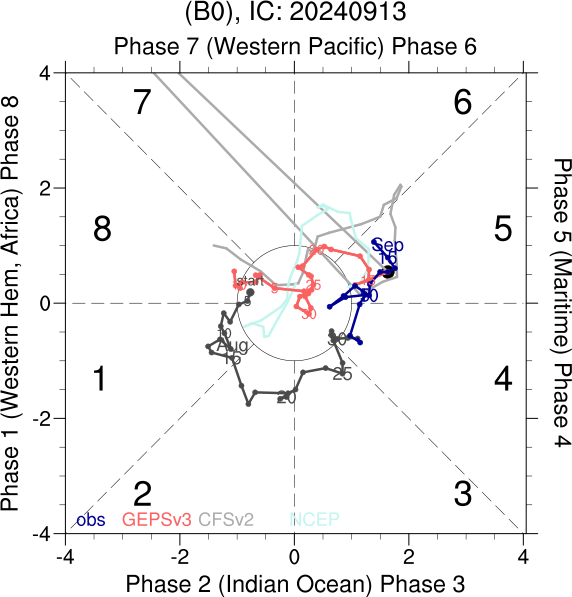 (B0), IC: 20240913
Phase 7 (Western Pacific) Phase 6
Phase 1 (Western Hem, Africa) Phase 8
Phase 5 (Maritime) Phase 4
4
2
0
-2
-4
7
6
8
5
1
4
2
3
Sep
16
start
5
25
30
10
Aug
15
20
25
obs
GEPSv3
CFSv2
NCEP
-4
-2
0
2
4
Phase 2 (Indian Ocean) Phase 3